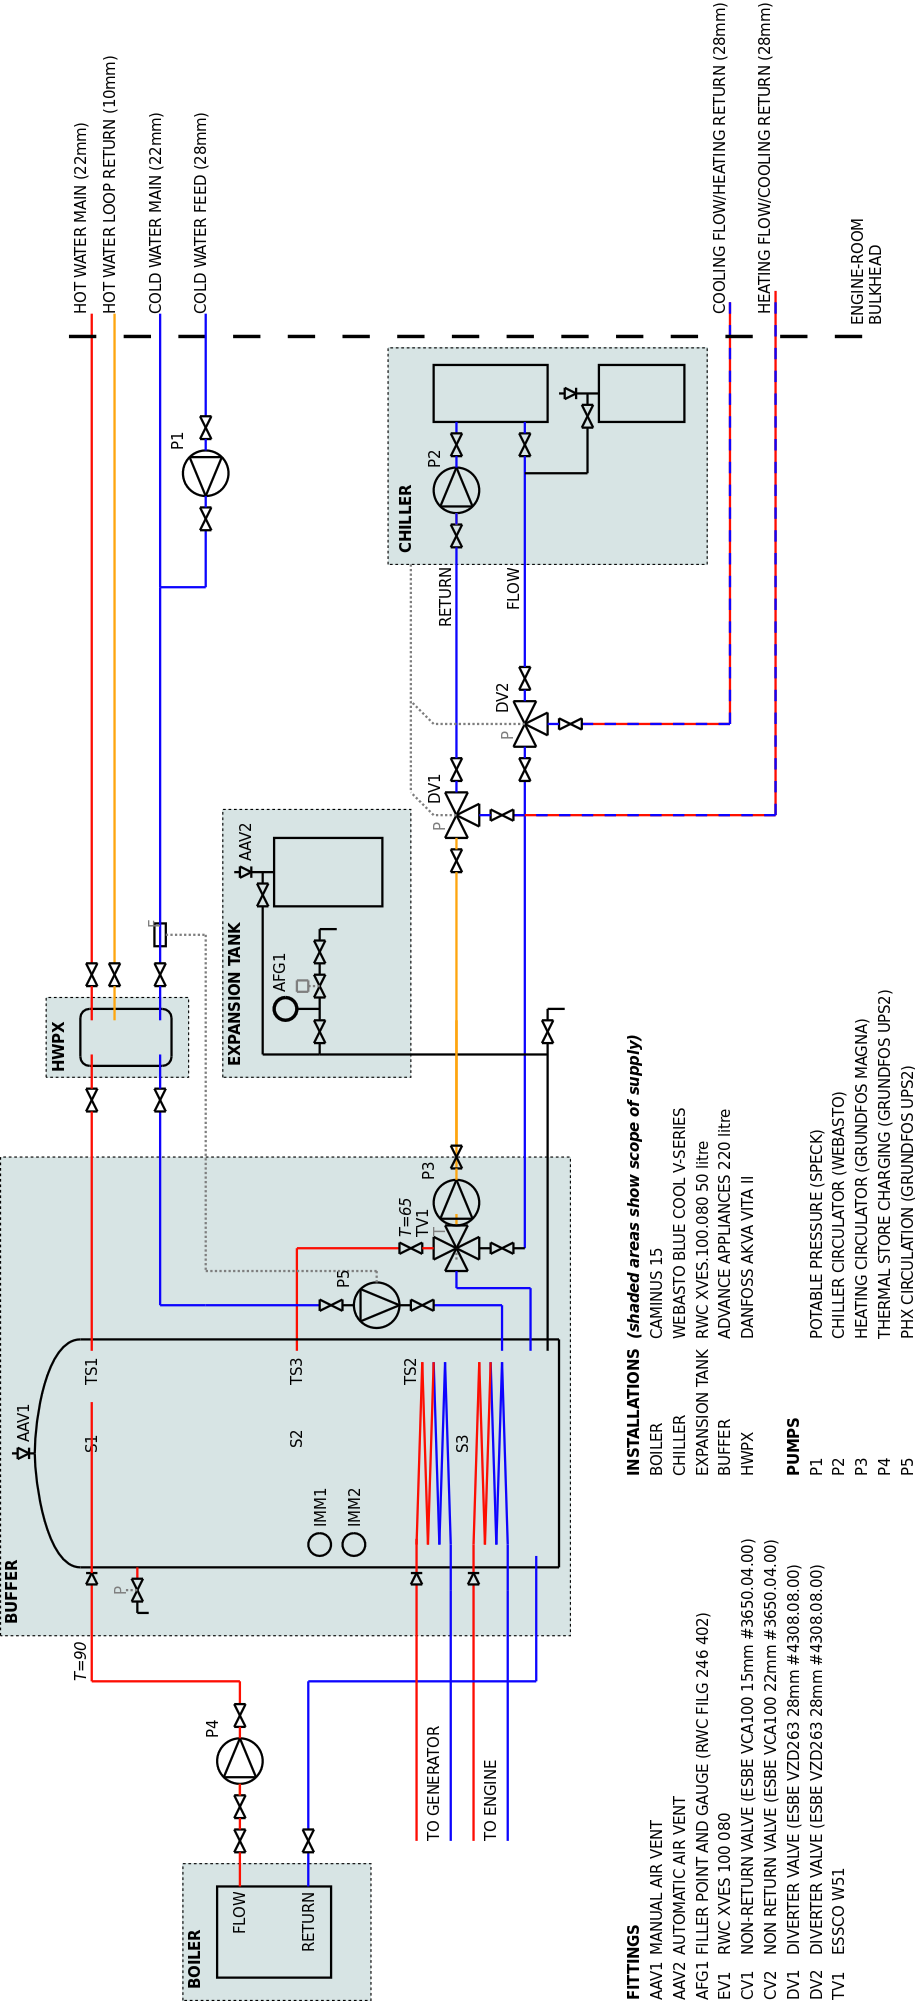 HOT WATER MAIN (22mm)
HOT WATER LOOP RETURN (10mm)
COLD WATER MAIN (22mm)
COLD WATER FEED (28mm)
COOLING FLOW/HEATING RETURN (28mm)
HEATING FLOW/COOLING RETURN (28mm)
ENGINE-ROOM
BULKHEAD
P1
CHILLER
P2
RETURN
FLOW
DV2
P
DV1
P
HWPX
F
EXPANSION TANK
AAV2
AFG1
BUFFER
AAV1
TS1
S1
TS3
S2
TS2
S3
IMM1
IMM2
P
P5
T=65
TV1
T
P3
T=90
P4
TO GENERATOR
TO ENGINE
BOILER
FLOW
RETURN
FITTINGS
AAV1 MANUAL AIR VENT
AAV2 AUTOMATIC AIR VENT
AFG1 FILLER POINT AND GAUGE (RWC FILG 246 402)
EV1 RWC XVES 100 080
CV1 NON-RETURN VALVE (ESBE VCA100 15mm #3650.04.00)
CV2 NON RETURN VALVE (ESBE VCA100 22mm #3650.04.00)
DV1 DIVERTER VALVE (ESBE VZD263 28mm #4308.08.00)
DV2 DIVERTER VALVE (ESBE VZD263 28mm #4308.08.00)
TV1 ESSCO W51
INSTALLATIONS (shaded areas show scope of supply)
BOILER CAMINUS 15
CHILLER WEBASTO BLUE COOL V-SERIES
EXPANSION TANK RWC XVES.100.080 50 litre
BUFFER ADVANCE APPLIANCES 220 litre
HWPX DANFOSS AKVA VITA II
PUMPS
P1 POTABLE PRESSURE (SPECK)
P2 CHILLER CIRCULATOR (WEBASTO)
P3 HEATING CIRCULATOR (GRUNDFOS MAGNA)
P4 THERMAL STORE CHARGING (GRUNDFOS UPS2)
P5 PHX CIRCULATION (GRUNDFOS UPS2)